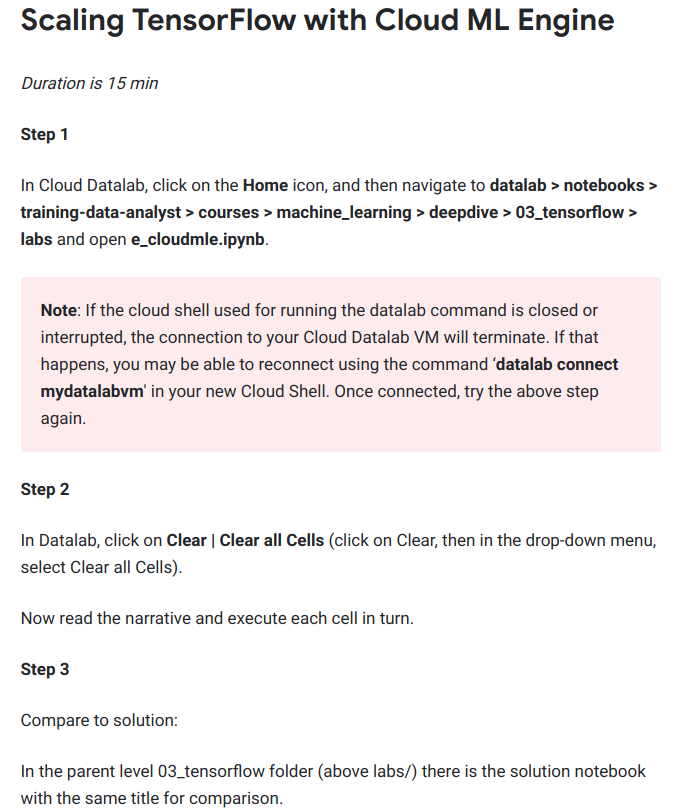 Scaling TensorFlow with Cloud ML Engine
Duration is 15 min
Step 1
In Cloud Datalab, click on the Home icon, and then navigate to datalab > notebooks >
training-data-analyst > courses > machine_learning > deepdive > 03_tensorflow >
labs and open e_cloudmle.ipynb.
Note: If the cloud shell used for running the datalab command is closed or
interrupted, the connection to your Cloud Datalab VM will terminate. If that
happens, you may be able to reconnect using the command ‘datalab connect
mydatalabvm' in your new Cloud Shell. Once connected, try the above step
again.
Step 2
In Datalab, click on Clear | Clear all Cells (click on Clear, then in the drop-down menu,
select Clear all Cells).
Now read the narrative and execute each cell in turn.
Step 3
Compare to solution:
In the parent level 03_tensorflow folder (above labs/) there is the solution notebook
with the same title for comparison.